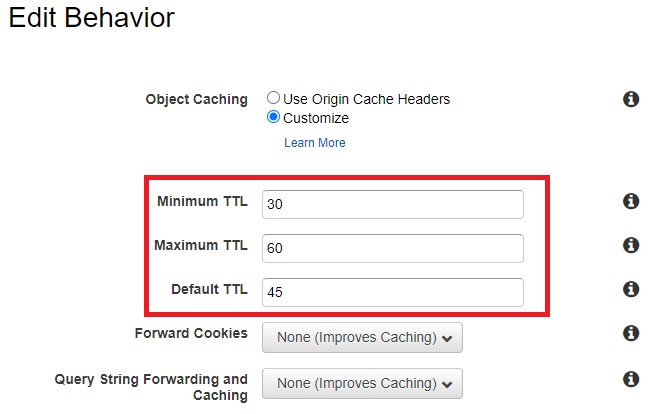 Edit Behavior
Object Caching
Use Origin Cache Headers
Customize
Learn More
Minimum TTL 30
Maximum TTL 60
Default TTL 45
Forward Cookies None (Improves Caching)
Query String Forwarding and
Caching
None (Improves Caching)